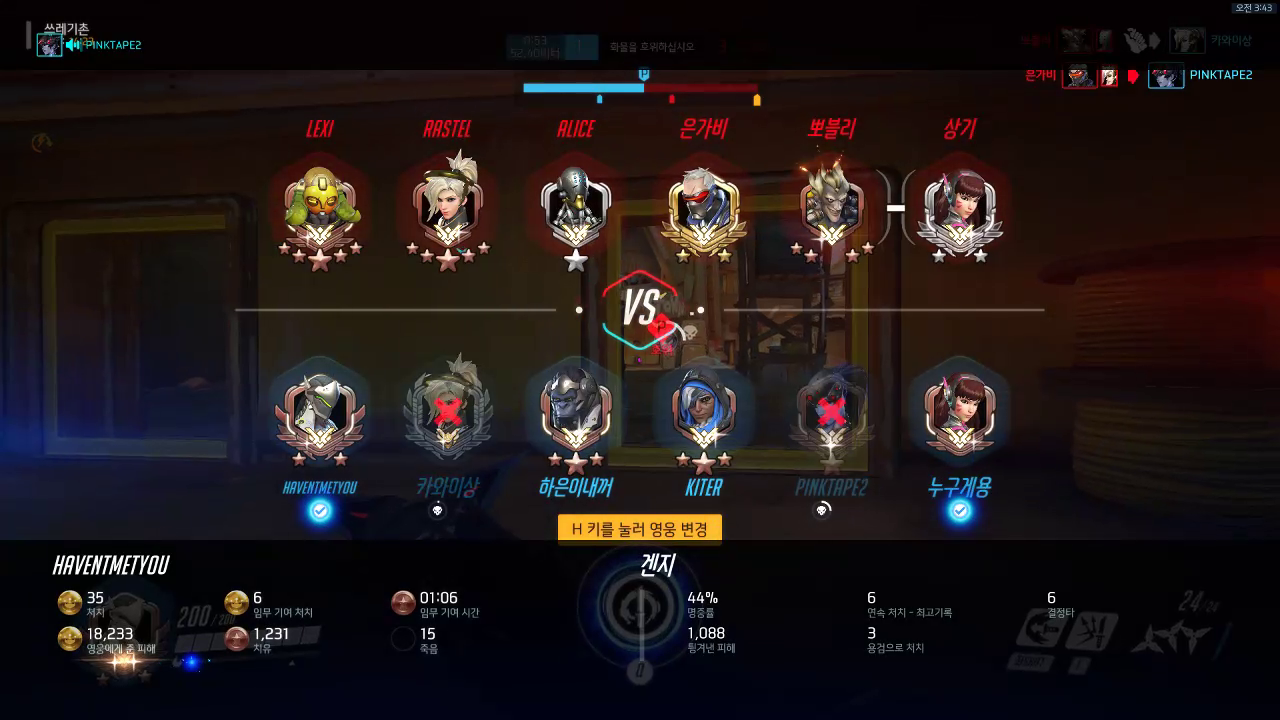 오전 3:43
쓰레기촌
PINKTAPE2
화물을 호위하십시오
카와이상
은가비
PINKTAPE2
LEXI
RASTEL
ALICE
은가비
뽀블리
상기
VS
HAVENTMETYOU
카와이상
하은이내꺼
KITER
PINKTAPE2
누구게용
H 키를 눌러 영웅 변경
HAVENTMETYOU
겐지
35
처치
6
임무 기여 처치
01:06
임무 기여 시간
44%
명중률
6
연속 처치 - 최고기록
6
결정타
18,233
영웅에게 준 피해
1,231
치유
15
죽음
1,088
튕겨낸 피해
3
용검으로 처치
200/200
24/24